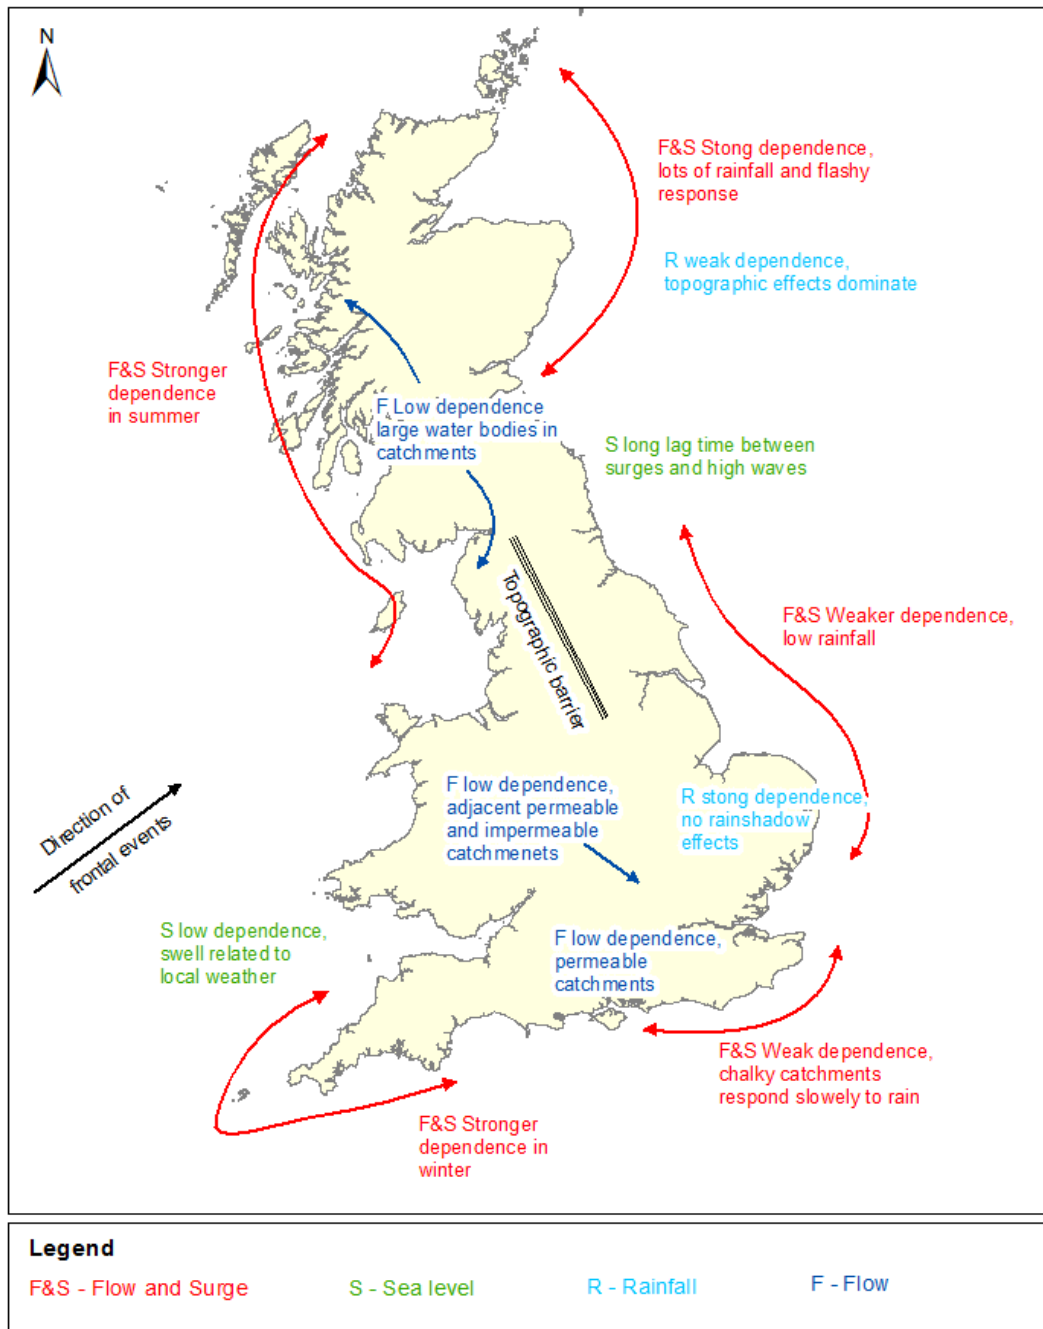 N
F&S Stong dependence,
lots of rainfall and flashy
response
R weak dependence,
topographic effects dominate
F&S Stronger
dependence
in summer
F Low dependence
large water bodies in
catchments
S long lag time between
surges and high waves
Topographic barrier
F&S Weaker dependence,
low rainfall
Direction of
frontal events
F low dependence,
adjacent permeable
and impermeable
catchmenets
R stong dependence,
no rainshadow
effects
S low dependence,
swell related to
local weather
F low dependence,
permeable
catchments
F&S Weak dependence,
chalky catchments
respond slowely to rain
F&S Stronger
dependence in
winter
Legend
F&S - Flow and Surge
S - Sea level
R - Rainfall
F - Flow